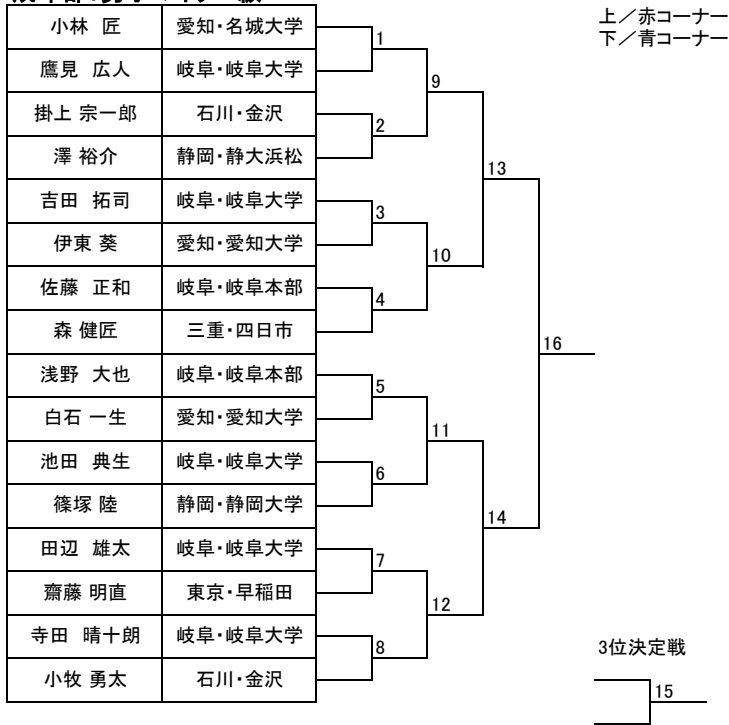 上／赤コーナー
下／青コーナー
小林 匠 愛知・名城大学
鷹見 広人 岐阜・岐阜大学
掛上 宗一郎 石川・金沢
澤 裕介 静岡・静大浜松
吉田 拓司 岐阜・岐阜大学
伊東 葵 愛知・愛知大学
佐藤 正和 岐阜・岐阜本部
森 健匠 三重・四日市
浅野 大也 岐阜・岐阜本部
白石 一生 愛知・愛知大学
池田 典生 岐阜・岐阜大学
篠塚 陸 静岡・静岡大学
田辺 雄太 岐阜・岐阜大学
齋藤 明直 東京・早稲田
寺田 晴十朗 岐阜・岐阜大学
小牧 勇太 石川・金沢
1
2
3
4
5
6
7
8
9
10
11
12
13
14
16
3位決定戦
15